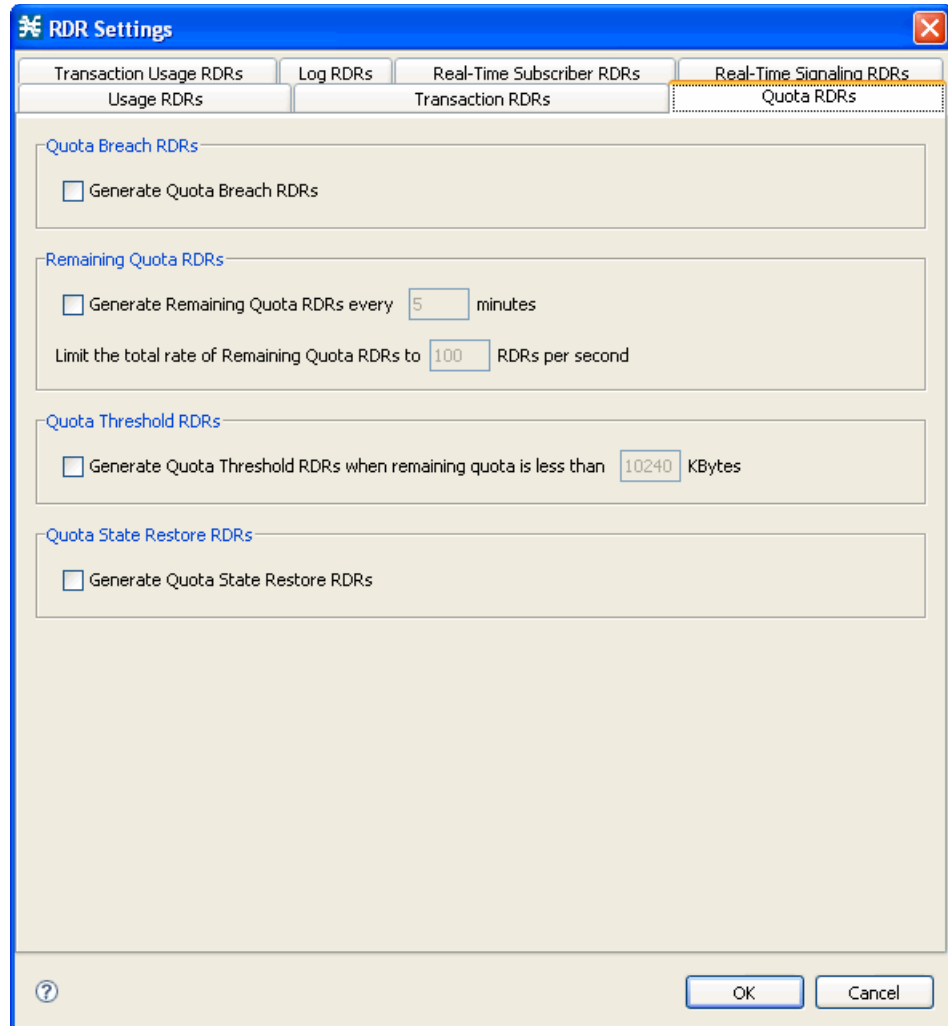 RDR Settings
Transaction Usage RDRs
Log RDRs
Real-Time Subscriber RDRs
Real-Time Signaling RDRs
Usage RDRs
Transaction RDRs
Quota RDRs
Quota Breach RDRs
Generate Quota Breach RDRs
Remaining Quota RDRs
Generate Remaining Quota RDRs every 5 minutes
Limit the total rate of Remaining Quota RDRs to 100 RDRs per second
Quota Threshold RDRs
Generate Quota Threshold RDRs when remaining quota is less than 10240 KBytes
Quota State Restore RDRs
Generate Quota State Restore RDRs
?
OK
Cancel